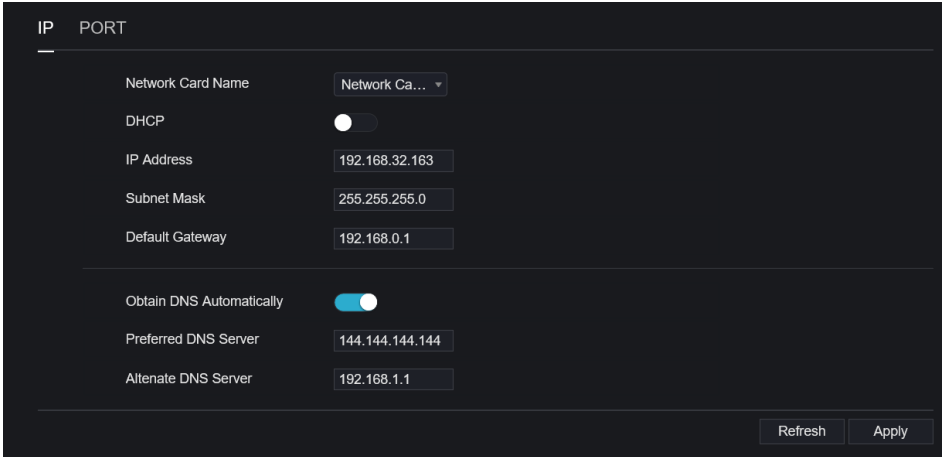 IP PORT
Network Card Name Network Ca...
DHCP
IP Address 192.168.32.163
Subnet Mask 255.255.255.0
Default Gateway 192.168.0.1
Obtain DNS Automatically
Preferred DNS Server 144.144.144.144
Altenate DNS Server 192.168.1.1
Refresh Apply